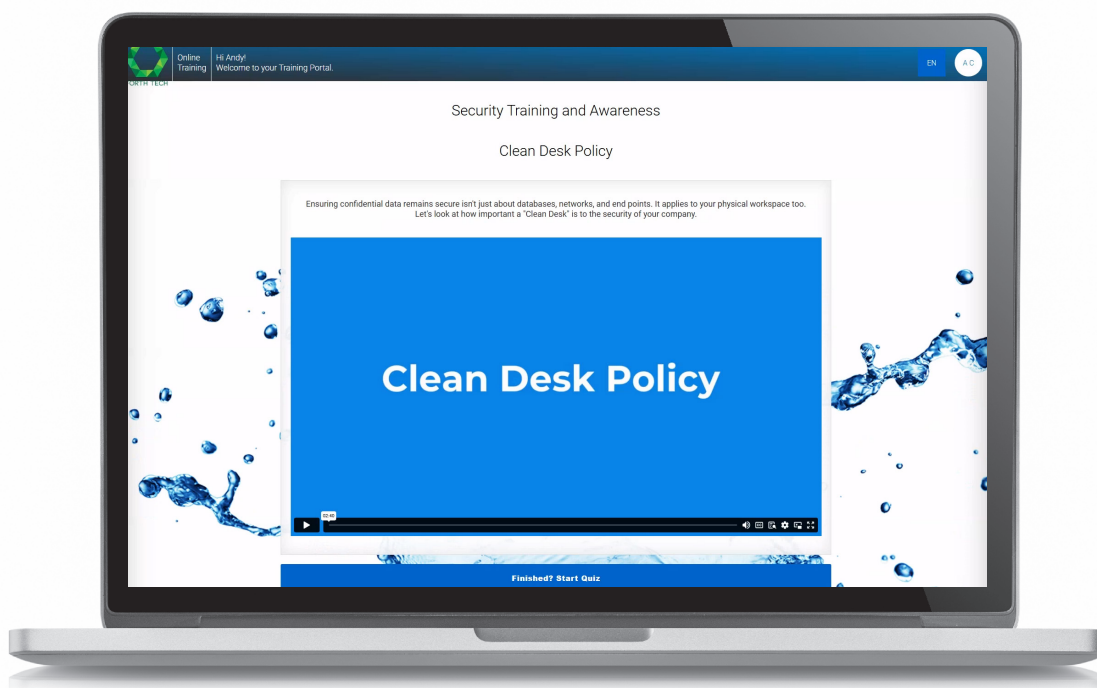 Online
Training
Hi Andy!
Welcome to your Training Portal.
EN
A C
ORTH TECH
Security Training and Awareness
Clean Desk Policy
Ensuring confidential data remains secure isn't just about databases, networks, and end points. It applies to your physical workspace too.
Let's look at how important a "Clean Desk" is to the security of your company.
Clean Desk Policy
02:40
Finished? Start Quiz